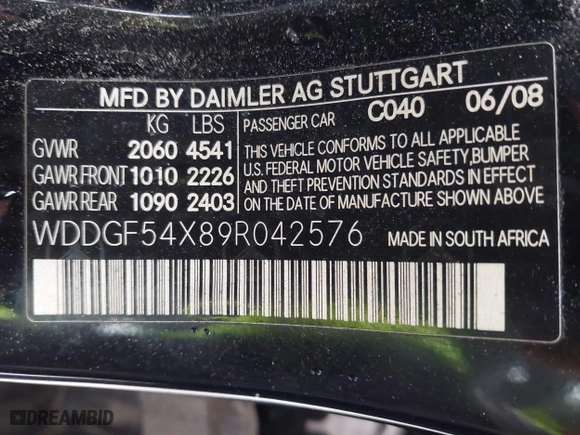 MFD BY DAIMLER AG STUTTGART
KG LBS PASSENGER CAR C040 06/08
GVWR 2060 4541
GAWR FRONT 1010 2226
GAWR REAR 1090 2403
THIS VEHICLE CONFORMS TO ALL APPLICABLE
U.S. FEDERAL MOTOR VEHICLE SAFETY, BUMPER
AND THEFT PREVENTION STANDARDS IN EFFECT
ON THE DATE OF MANUFACTURE SHOWN ABOVE.
WDDGF54X89R042576 MADE IN SOUTH AFRICA
DREAMBID